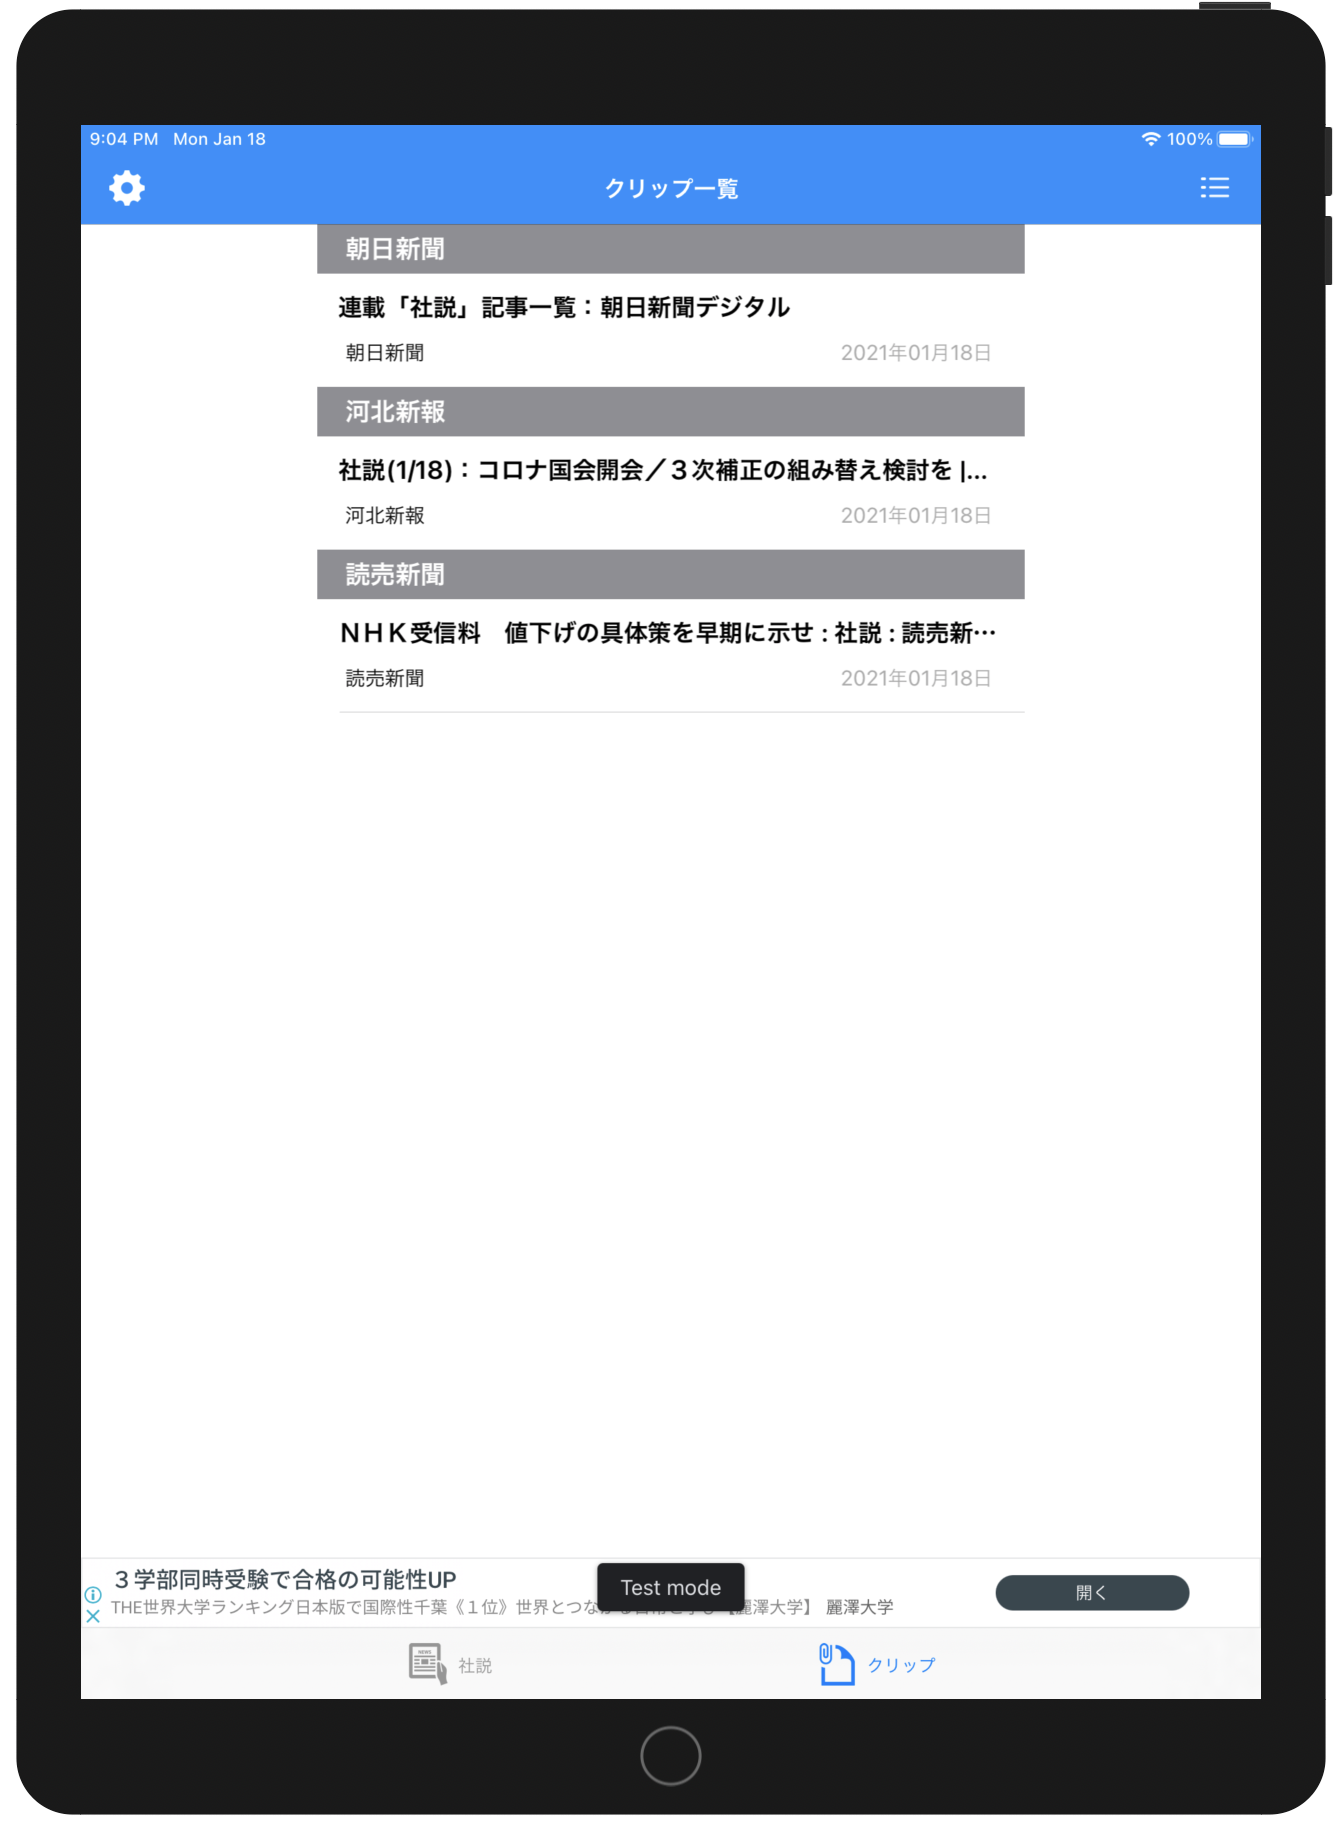 9:04 PM Mon Jan 18 100%
クリップ一覧
朝日新聞
連載「社説」記事一覧：朝日新聞デジタル
朝日新聞 2021年01月18日
河北新報
社説(1/18)：コロナ国会開会／３次補正の組み替え検討を |...
河北新報 2021年01月18日
読売新聞
ＮＨＫ受信料　値下げの具体策を早期に示せ : 社説 : 読売新…
読売新聞 2021年01月18日
３学部同時受験で合格の可能性UP
Test mode
開く
THE世界大学ランキング日本版で国際性千葉《１位》世界とつな 麗澤大学】 麗澤大学
NEWS
社説
クリップ